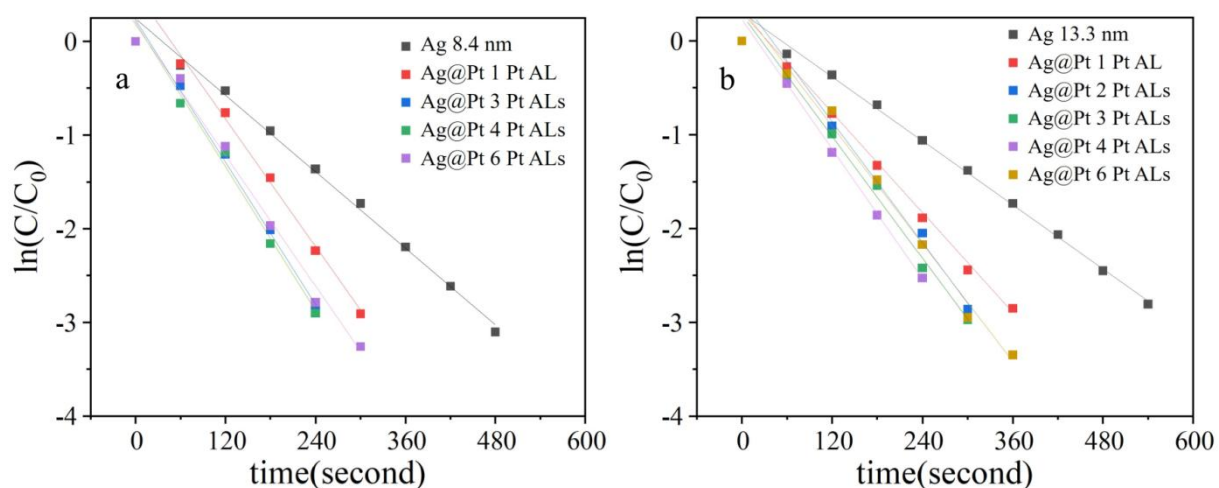 a
Ag 8.4 nm
Ag@Pt 1 Pt AL
Ag@Pt 3 Pt ALs
Ag@Pt 4 Pt ALs
Ag@Pt 6 Pt ALs
ln(C/C0)
0
-1
-2
-3
-4
0 120 240 360 480 600
time(second)
b
Ag 13.3 nm
Ag@Pt 1 Pt AL
Ag@Pt 2 Pt ALs
Ag@Pt 3 Pt ALs
Ag@Pt 4 Pt ALs
Ag@Pt 6 Pt ALs
ln(C/C0)
0
-1
-2
-3
-4
0 120 240 360 480 600
time(second)